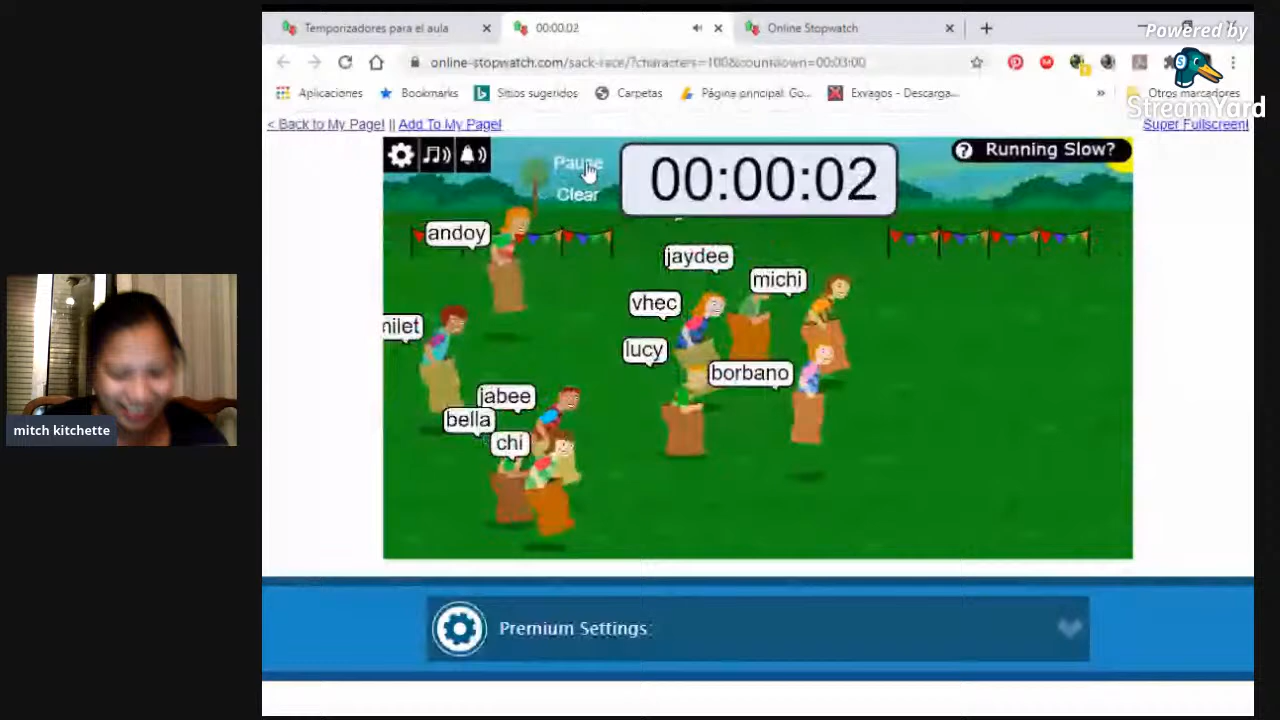 Temporizadores para el aula
00:00:02
Online Stopwatch
Powered by
online-stopwatch.com/sack-race/?characters=100&countdown=00:03:00
Aplicaciones
Bookmarks
Sitios sugeridos
Carpetas
Página principal: Go...
Exvagos - Descarga...
»
Otros marcadores
StreamYard
< Back to My Page! || Add To My Page!
Super Fullscreen!
Pause
Clear
00:00:02
? Running Slow?
andoy
jaydee
michi
vhec
milet
lucy
borbano
jabee
bella
chi
mitch kitchette
Premium Settings: